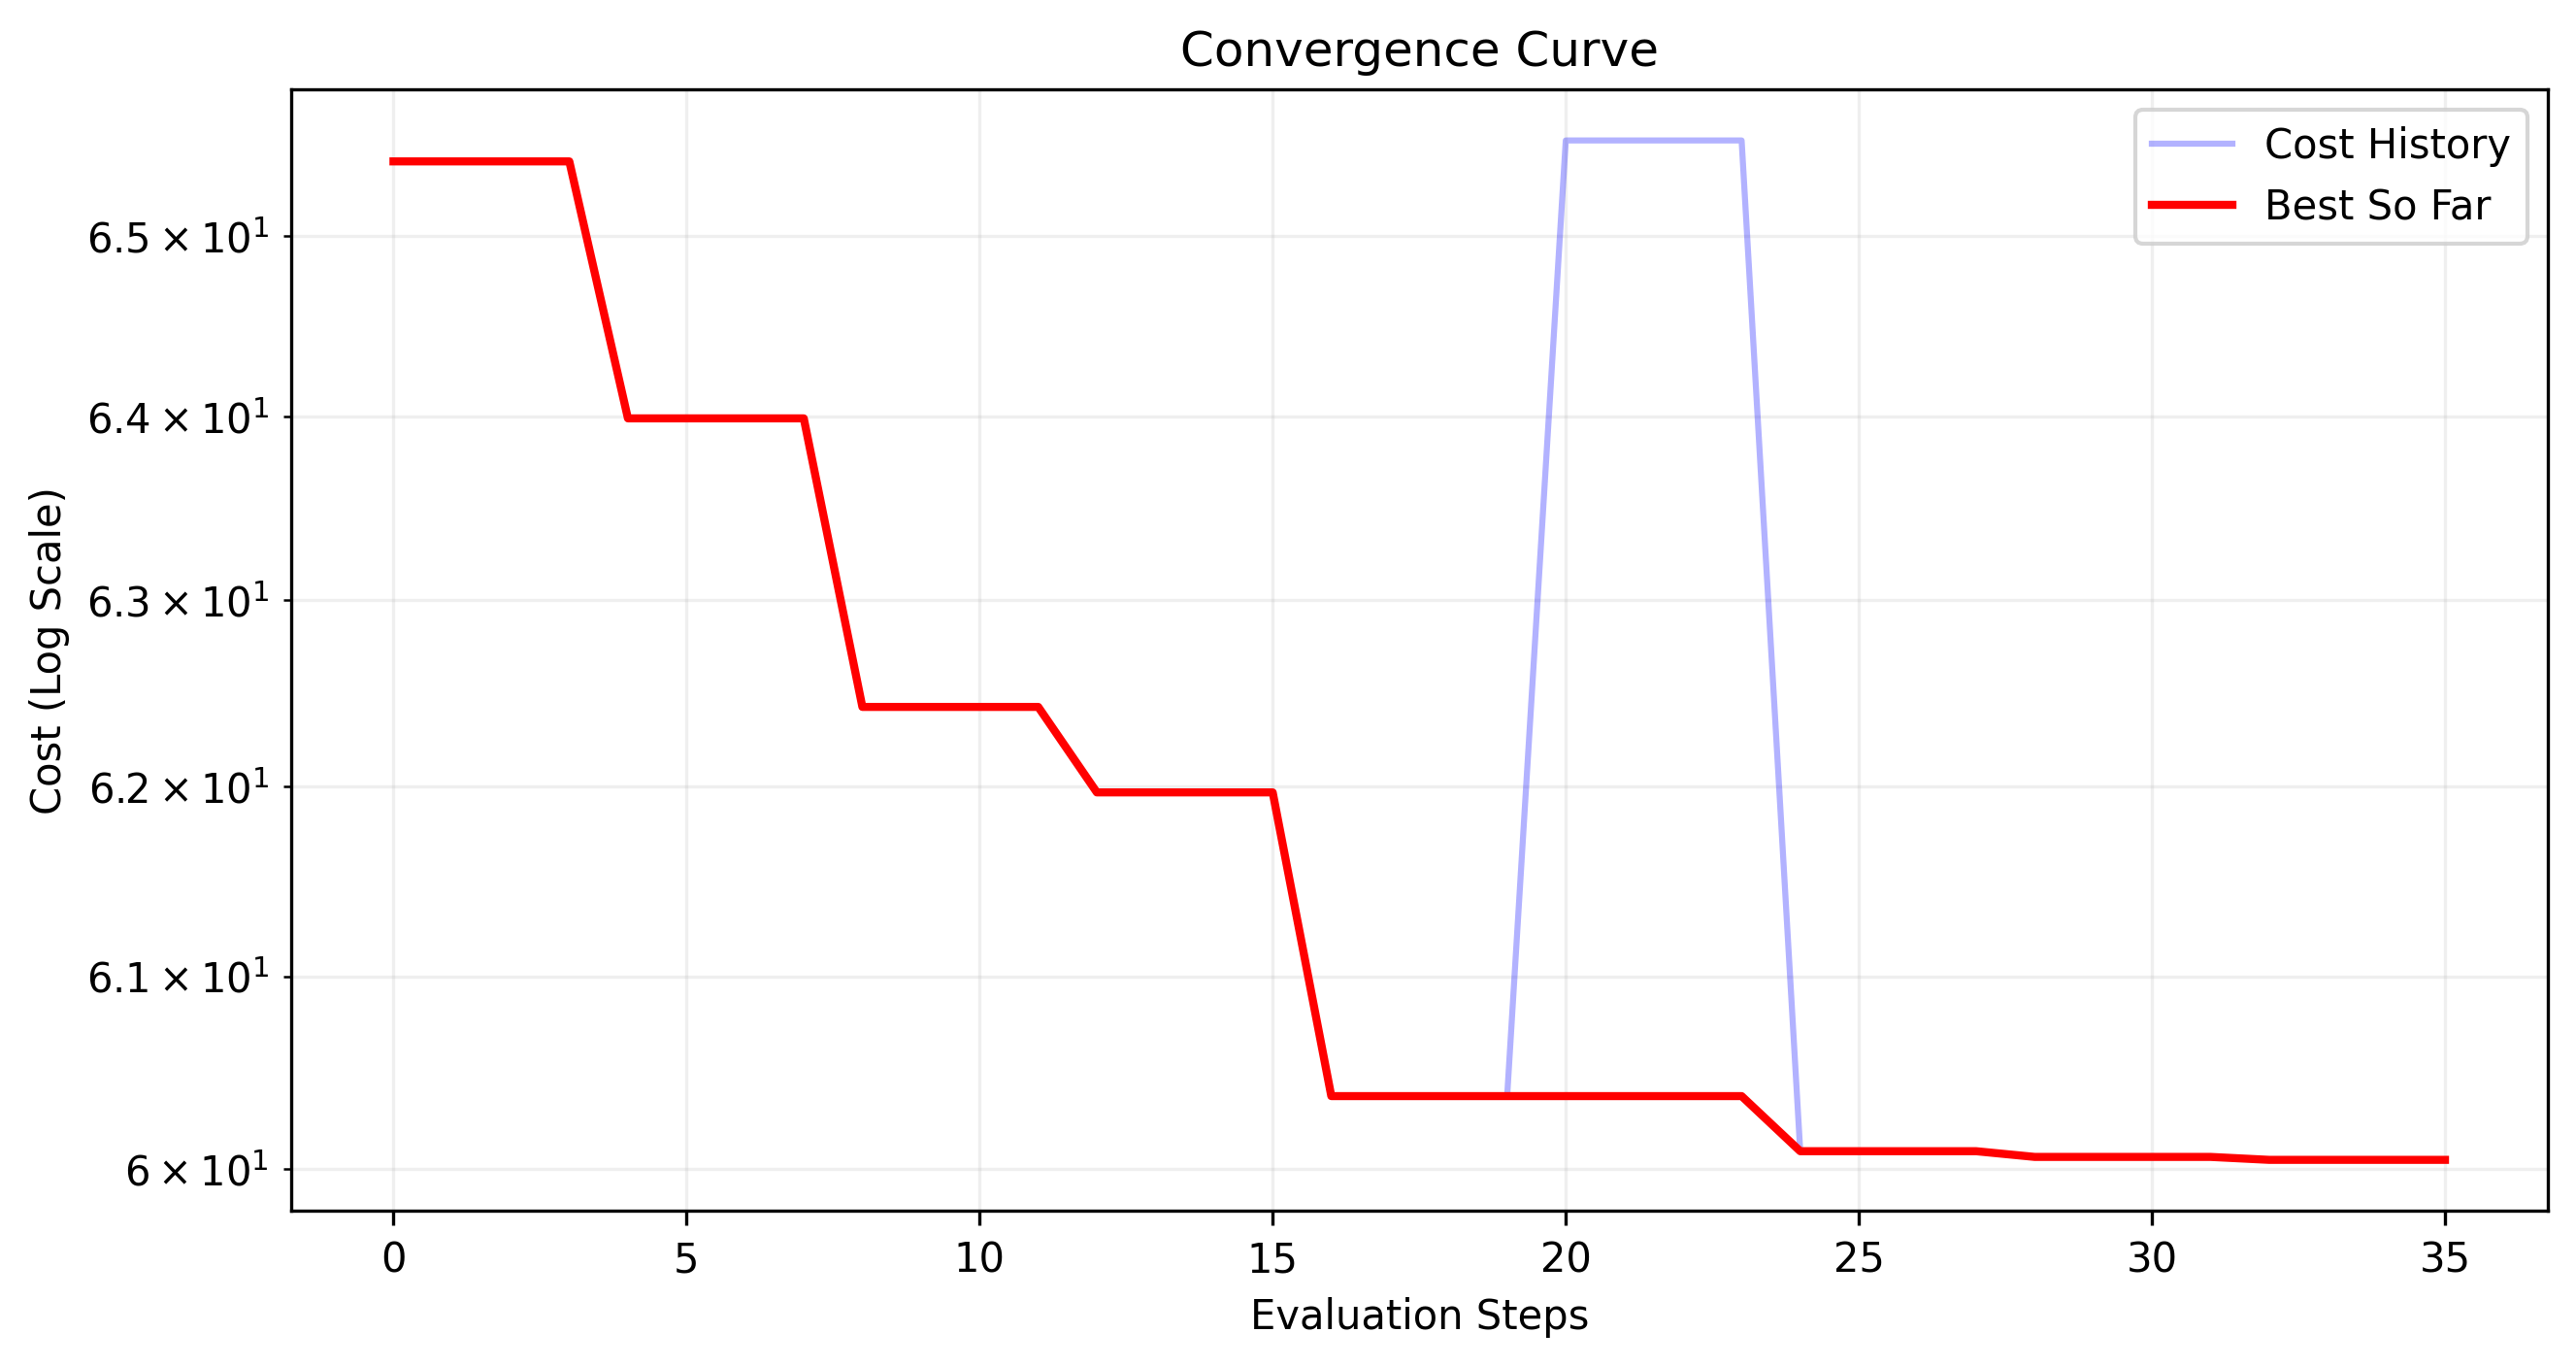 Convergence Curve
Cost History
Best So Far
Cost (Log Scale)
6.5 × 10¹
6.4 × 10¹
6.3 × 10¹
6.2 × 10¹
6.1 × 10¹
6 × 10¹
0 5 10 15 20 25 30 35
Evaluation Steps